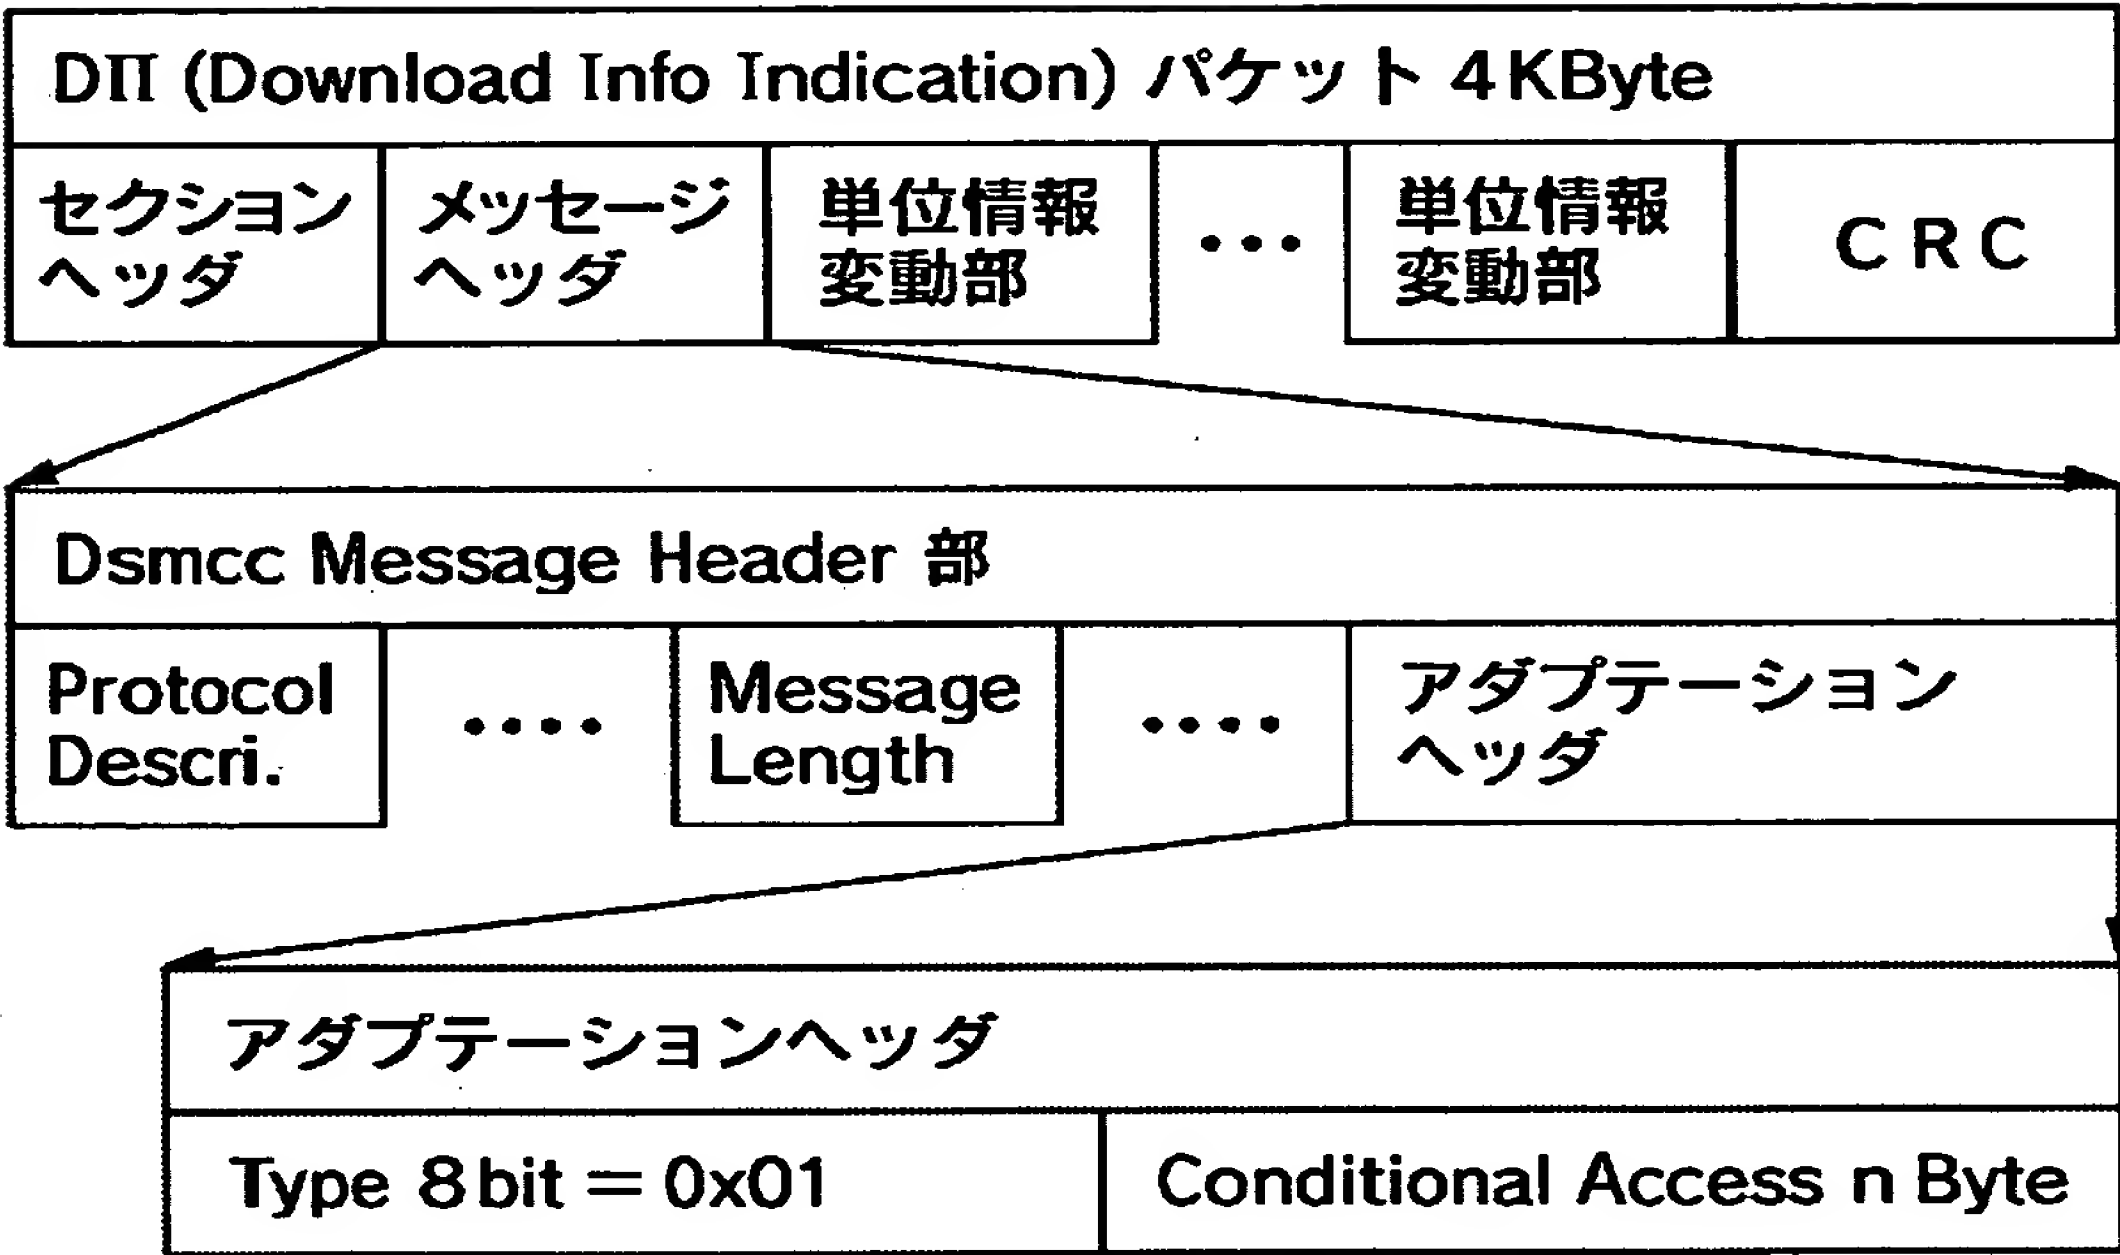 DII (Download Info Indication) パケット 4KByte
セクション
ヘッダ
メッセージ
ヘッダ
単位情報
変動部
・・・
単位情報
変動部
CRC
Dsmcc Message Header 部
Protocol
Descri.
・・・・
Message
Length
・・・・
アダプテーション
ヘッダ
アダプテーションヘッダ
Type 8bit = 0x01
Conditional Access n Byte